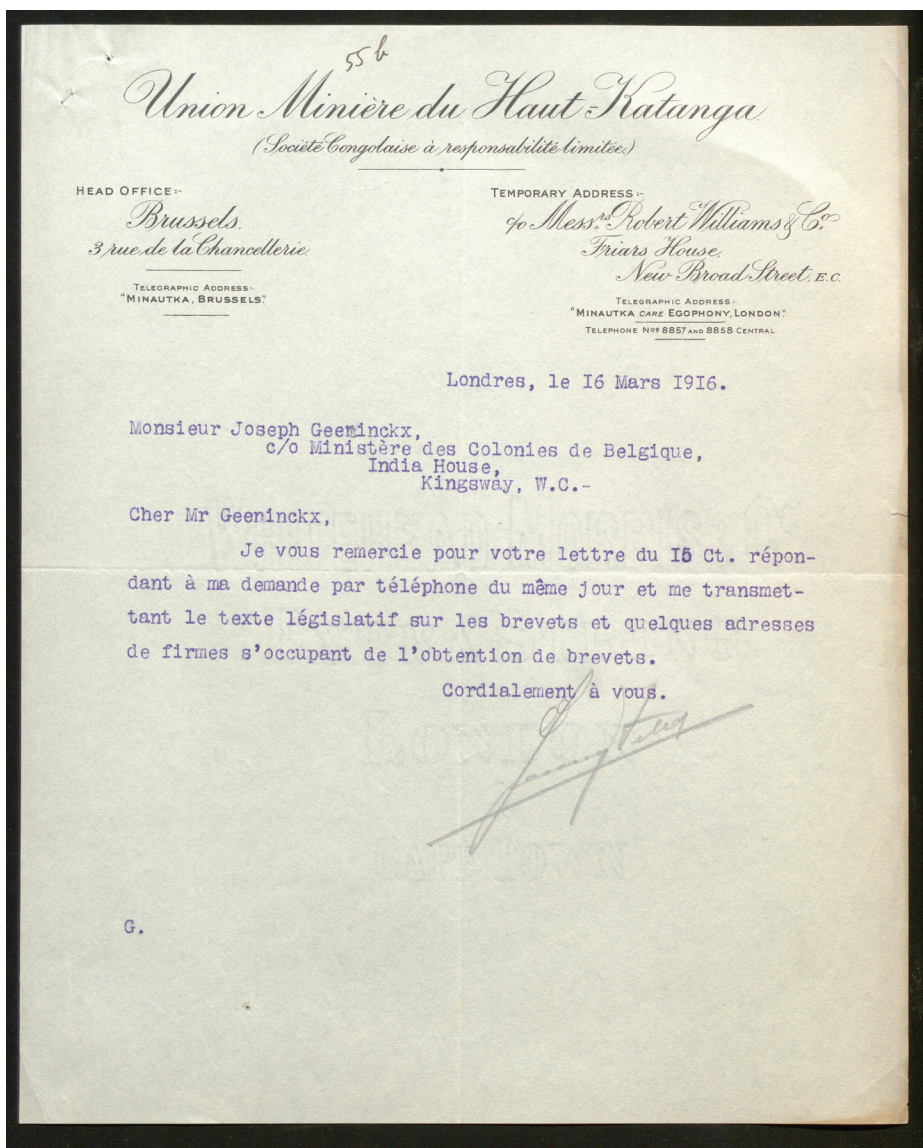 55 b
Union Minière du Haut-Katanga.
(Société Congolaise à responsabilité limitée.)
HEAD OFFICE:-
Brussels,
3, rue de la Chancellerie.
TELEGRAPHIC ADDRESS:-
"MINAUTKA, BRUSSELS."
TEMPORARY ADDRESS:-
c/o Messrs. Robert Williams & Co.
Friars House,
New Broad Street, E.C.
TELEGRAPHIC ADDRESS:-
"MINAUTKA CARE EGOPHONY, LONDON."
TELEPHONE Nos 8857 AND 8858 CENTRAL
Londres, le I6 Mars I9I6.
Monsieur Joseph Geeninckx,
c/o Ministère des Colonies de Belgique,
India House,
Kingsway, W.C.-
Cher Mr Geeninckx,
Je vous remercie pour votre lettre du I5 Ct. répon-
dant à ma demande par téléphone du même jour et me transmet-
tant le texte législatif sur les brevets et quelques adresses
de firmes s'occupant de l'obtention de brevets.
Cordialement à vous.
G.